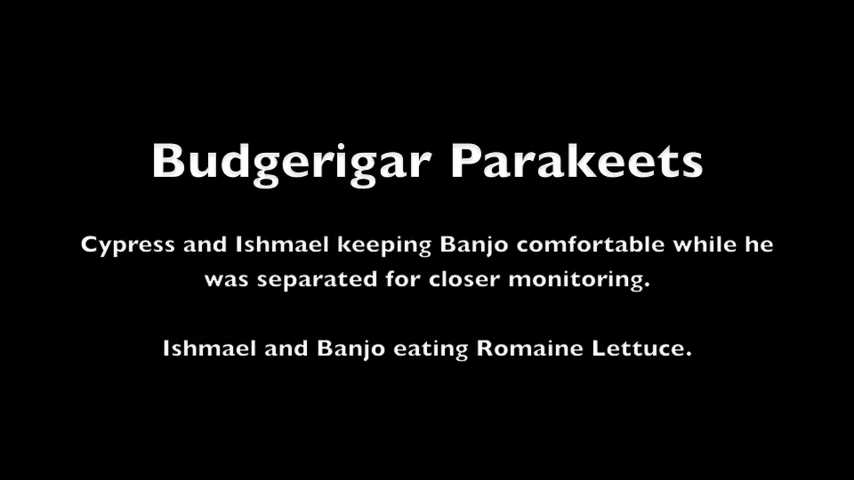 Budgerigar Parakeets
Cypress and Ishmael keeping Banjo comfortable while he
was separated for closer monitoring.
Ishmael and Banjo eating Romaine Lettuce.